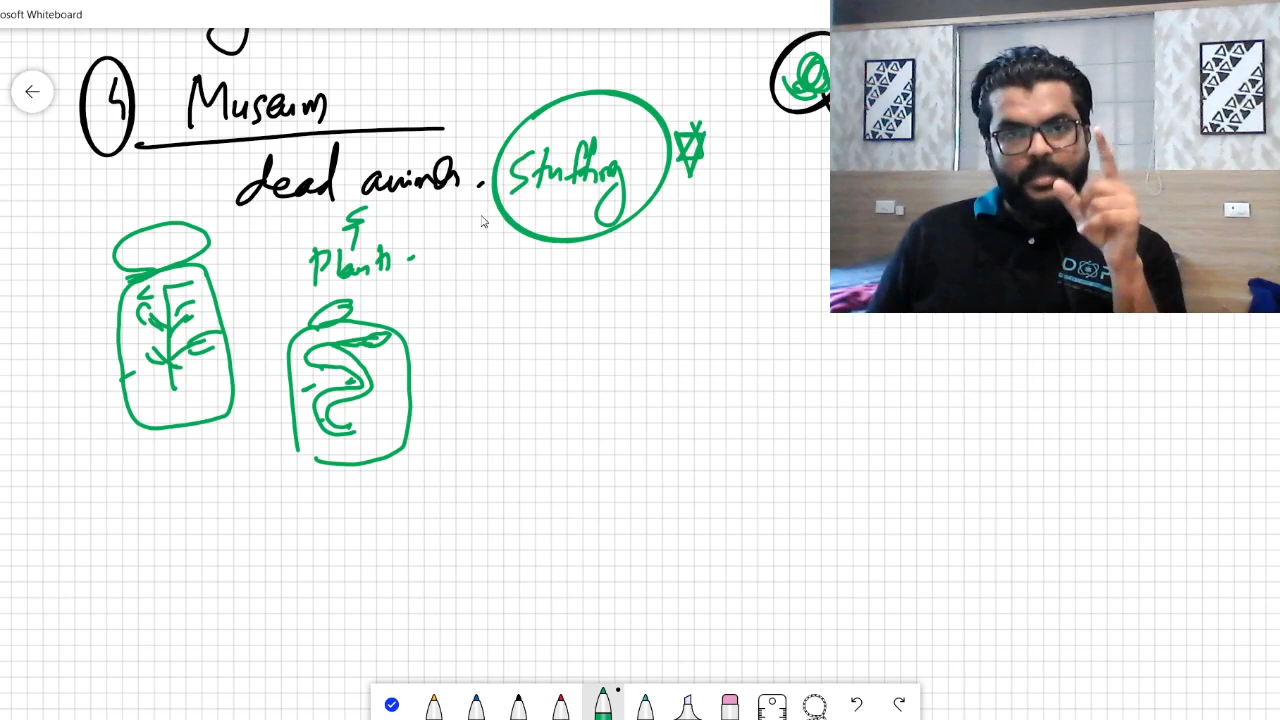 osoft Whiteboard
4 Museum
dead animals.
Stuffing
&
Plants.